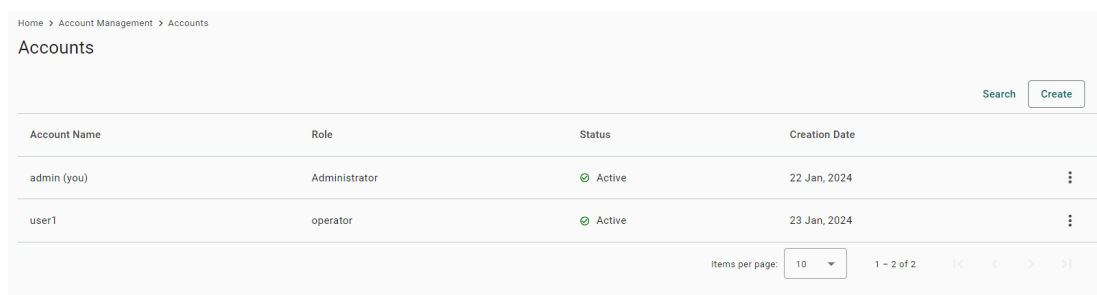 Home > Account Management > Accounts
Accounts
Search Create
Account Name Role Status Creation Date
admin (you) Administrator Active 22 Jan, 2024
user1 operator Active 23 Jan, 2024
Items per page: 10 1 – 2 of 2